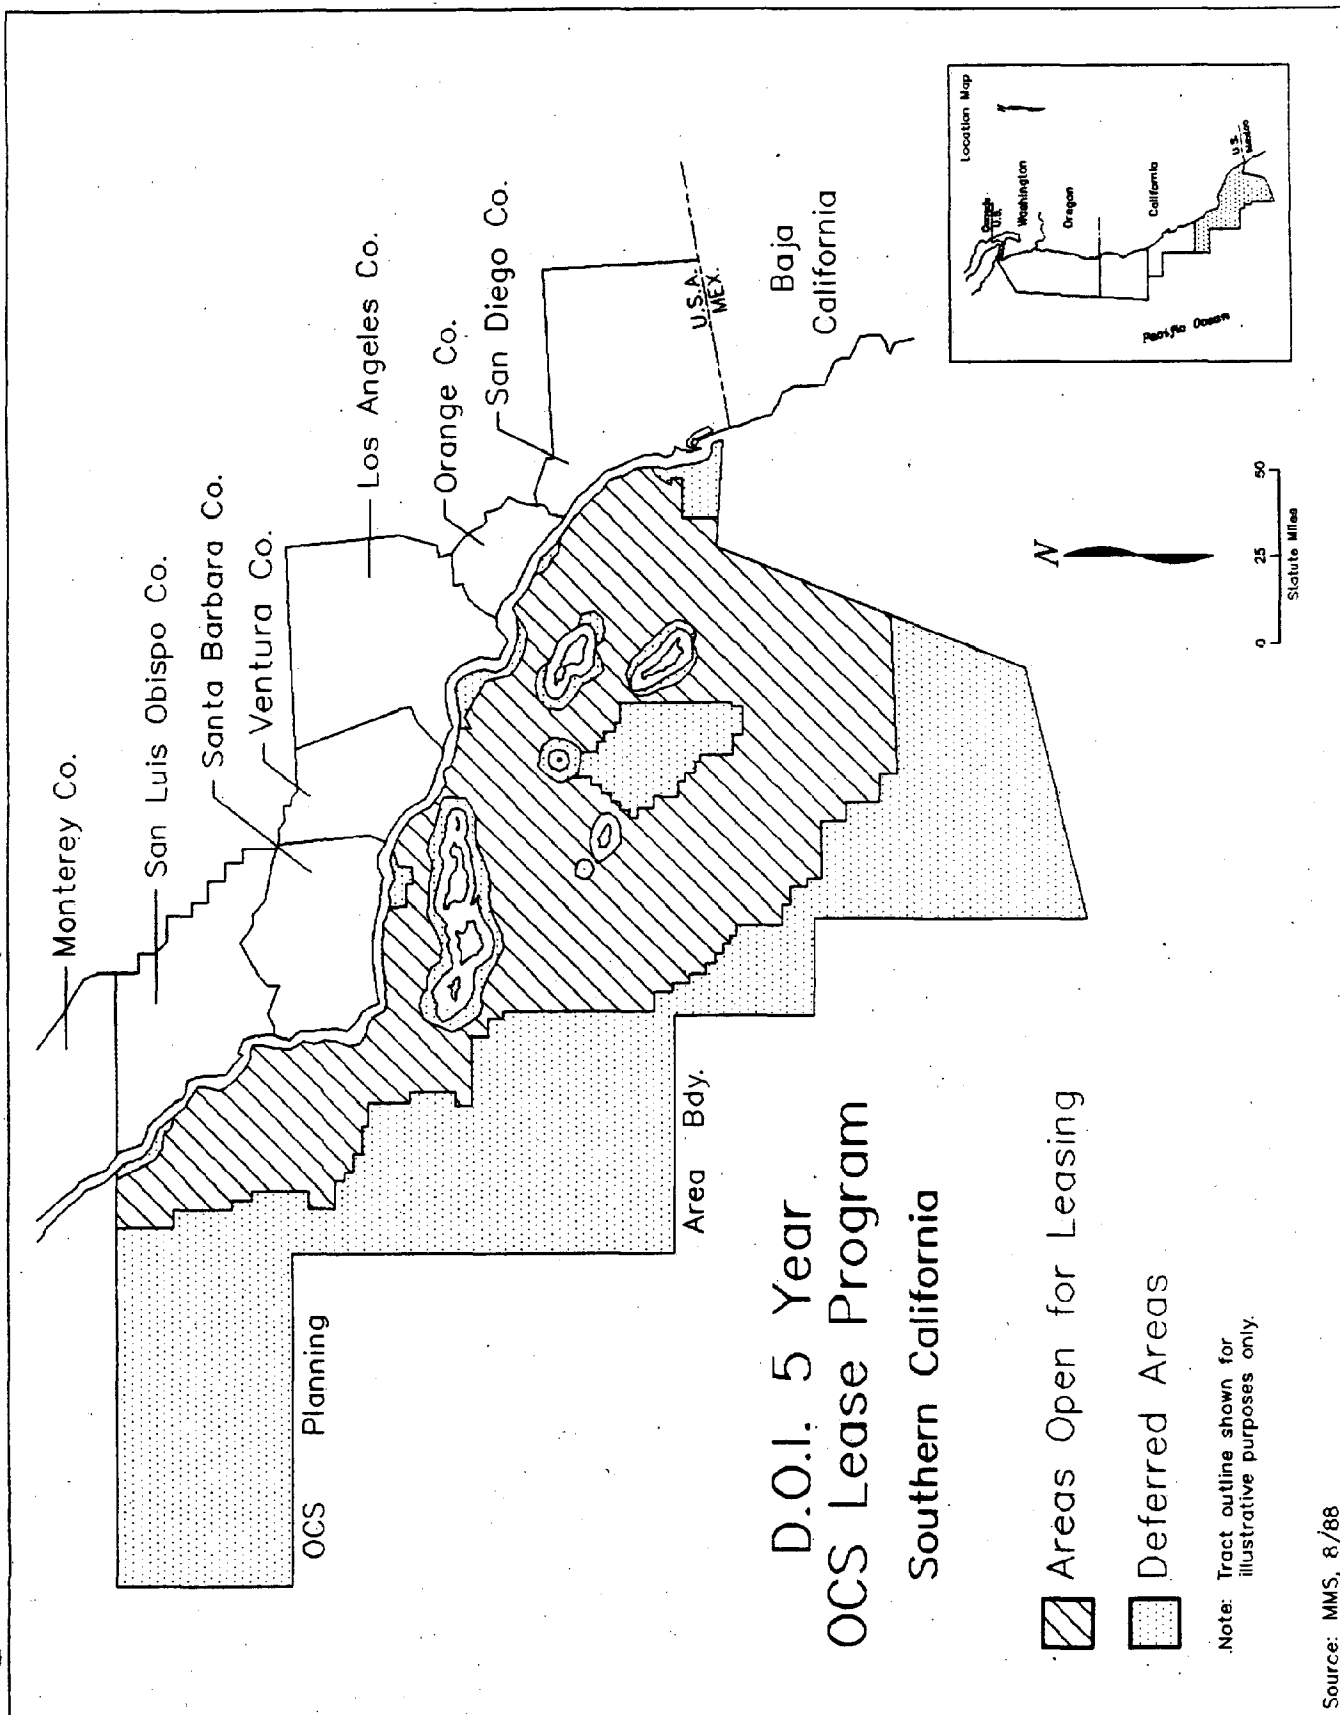 Monterey Co.
San Luis Obispo Co.
Santa Barbara Co.
Ventura Co.
Los Angeles Co.
Orange Co.
San Diego Co.
U.S.A.
MEX.
Baja
California
OCS Planning
Area Bdy.
D.O.I. 5 Year
OCS Lease Program
Southern California
Areas Open for Leasing
Deferred Areas
Note: Tract outline shown for
illustrative purposes only.
Source: MMS, 8/88
N
0 25 50
Statute Miles
Location Map
Canada
U.S.
Washington
Oregon
California
U.S.
Mexico
Pacific Ocean